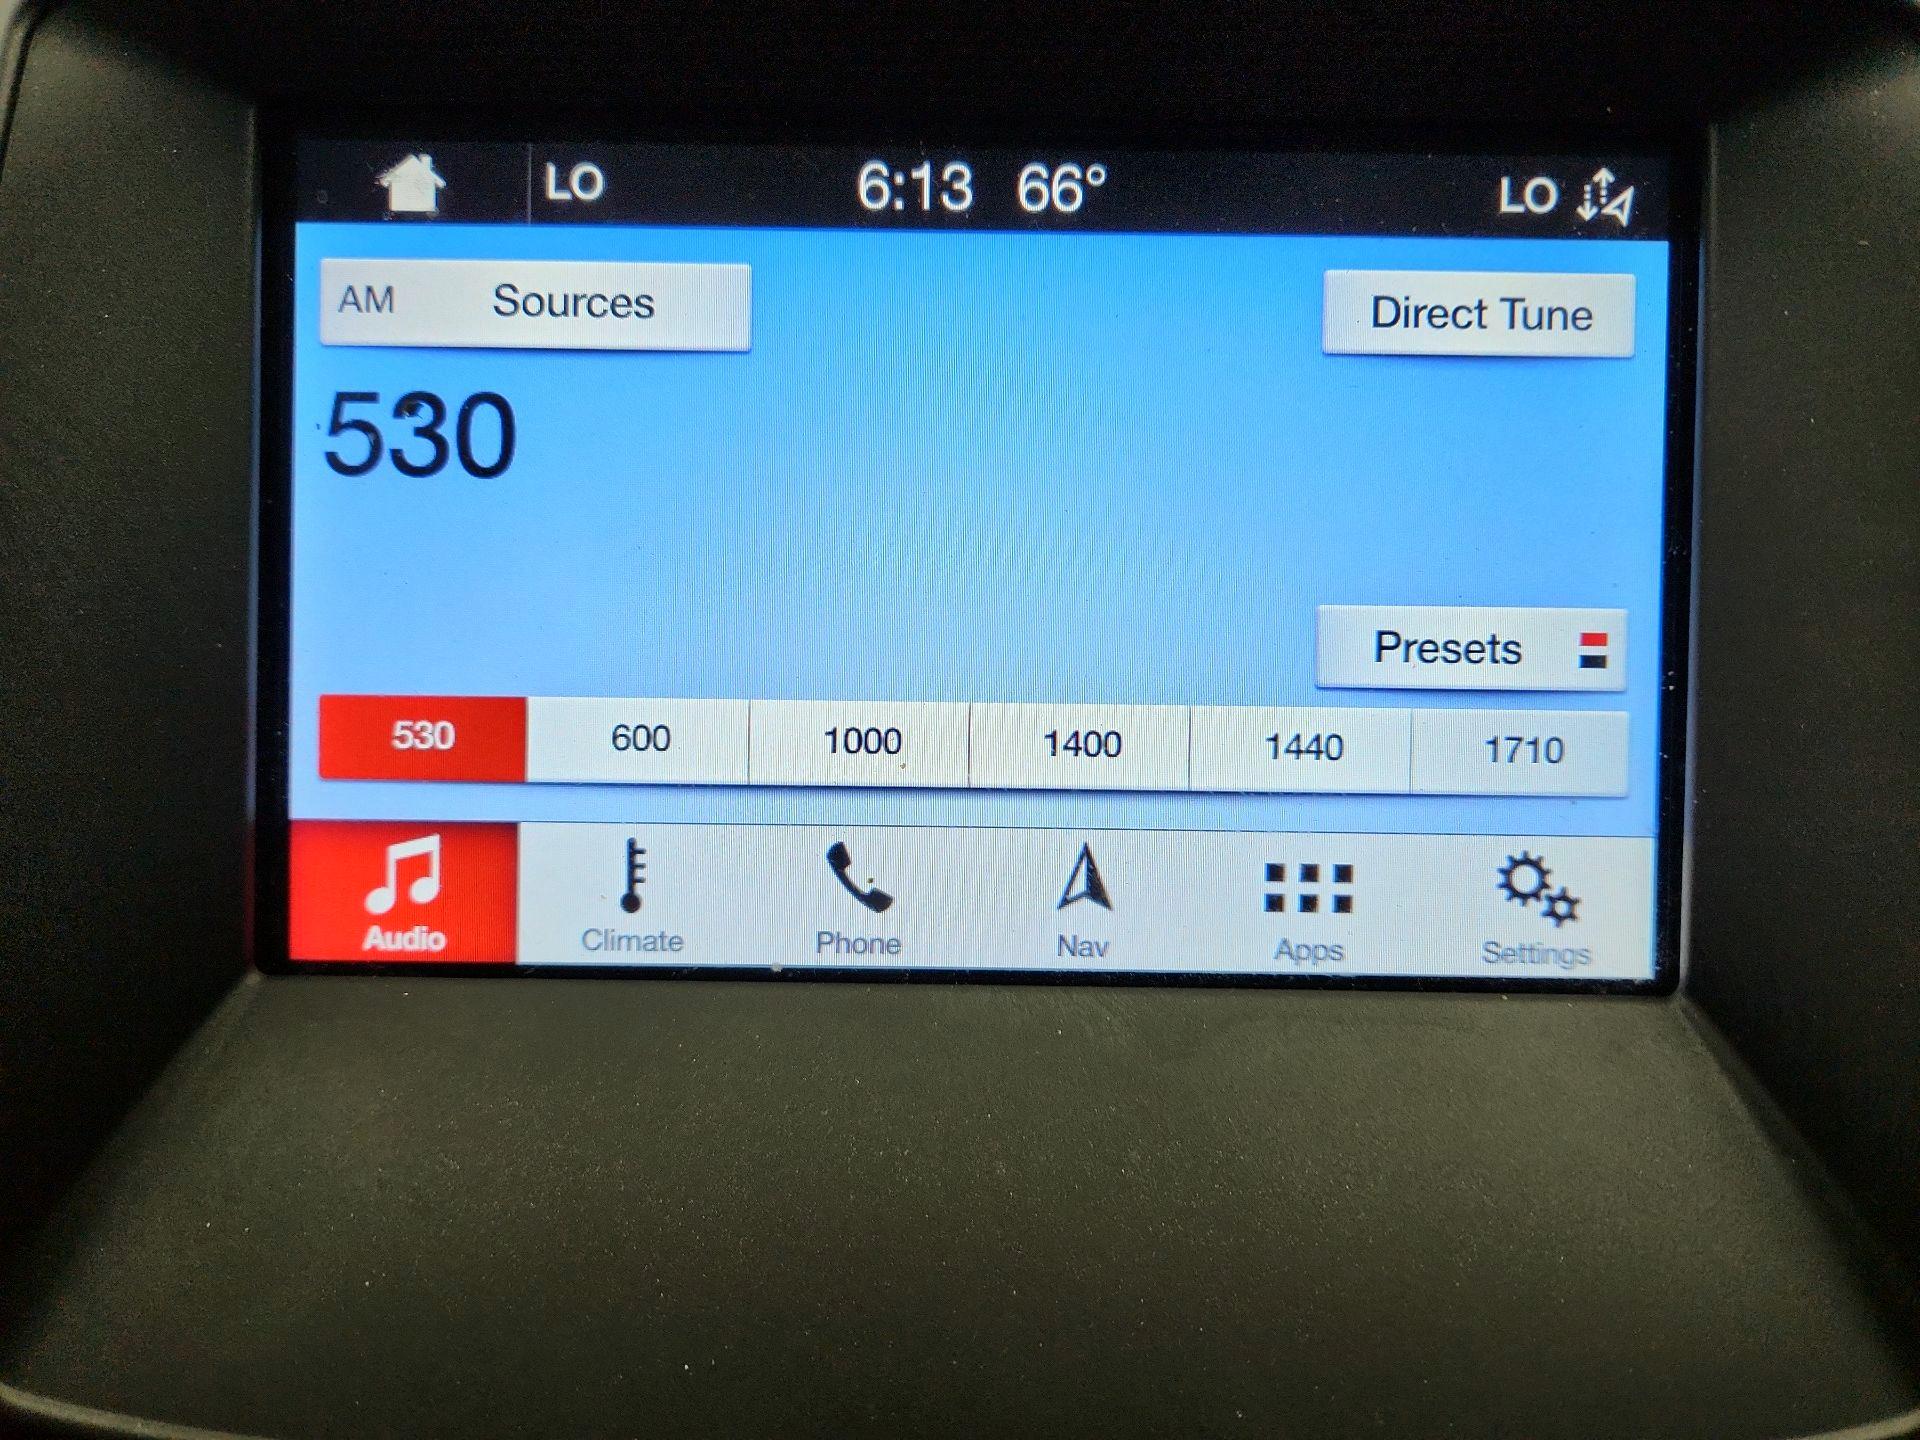 LO 6:13 66° LO
AM Sources Direct Tune
530
Presets
530 600 1000 1400 1440 1710
Audio Climate Phone Nav Apps Settings